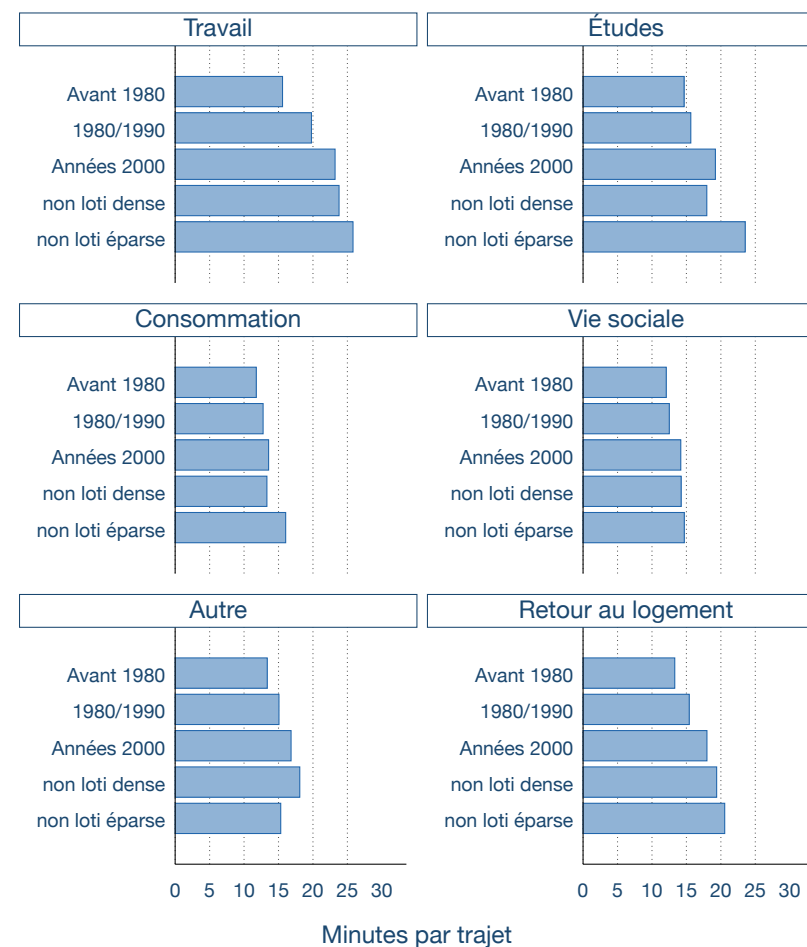 Travail
Avant 1980
1980/1990
Années 2000
non loti dense
non loti éparse
Études
Avant 1980
1980/1990
Années 2000
non loti dense
non loti éparse
Consommation
Avant 1980
1980/1990
Années 2000
non loti dense
non loti éparse
Vie sociale
Avant 1980
1980/1990
Années 2000
non loti dense
non loti éparse
Autre
Avant 1980
1980/1990
Années 2000
non loti dense
non loti éparse
0 5 10 15 20 25 30
Retour au logement
Avant 1980
1980/1990
Années 2000
non loti dense
non loti éparse
0 5 10 15 20 25 30
Minutes par trajet